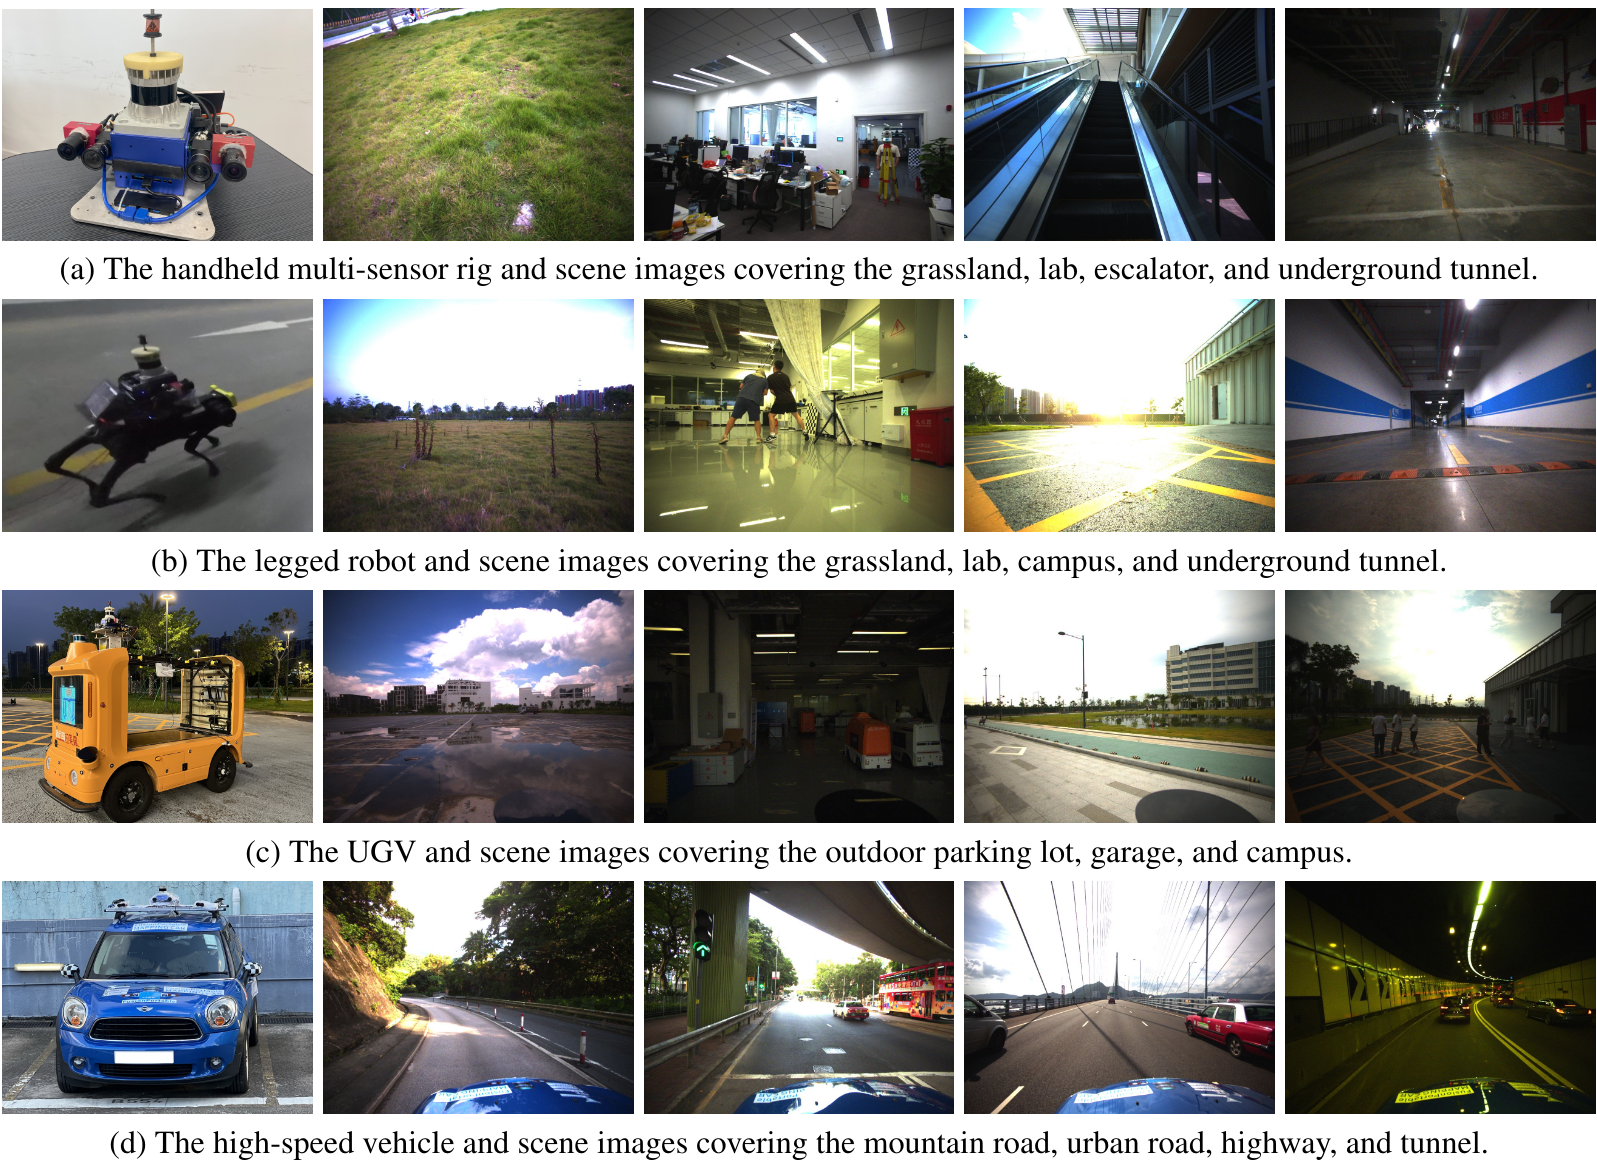 (a) The handheld multi-sensor rig and scene images covering the grassland, lab, escalator, and underground tunnel.
(b) The legged robot and scene images covering the grassland, lab, campus, and underground tunnel.
(c) The UGV and scene images covering the outdoor parking lot, garage, and campus.
(d) The high-speed vehicle and scene images covering the mountain road, urban road, highway, and tunnel.